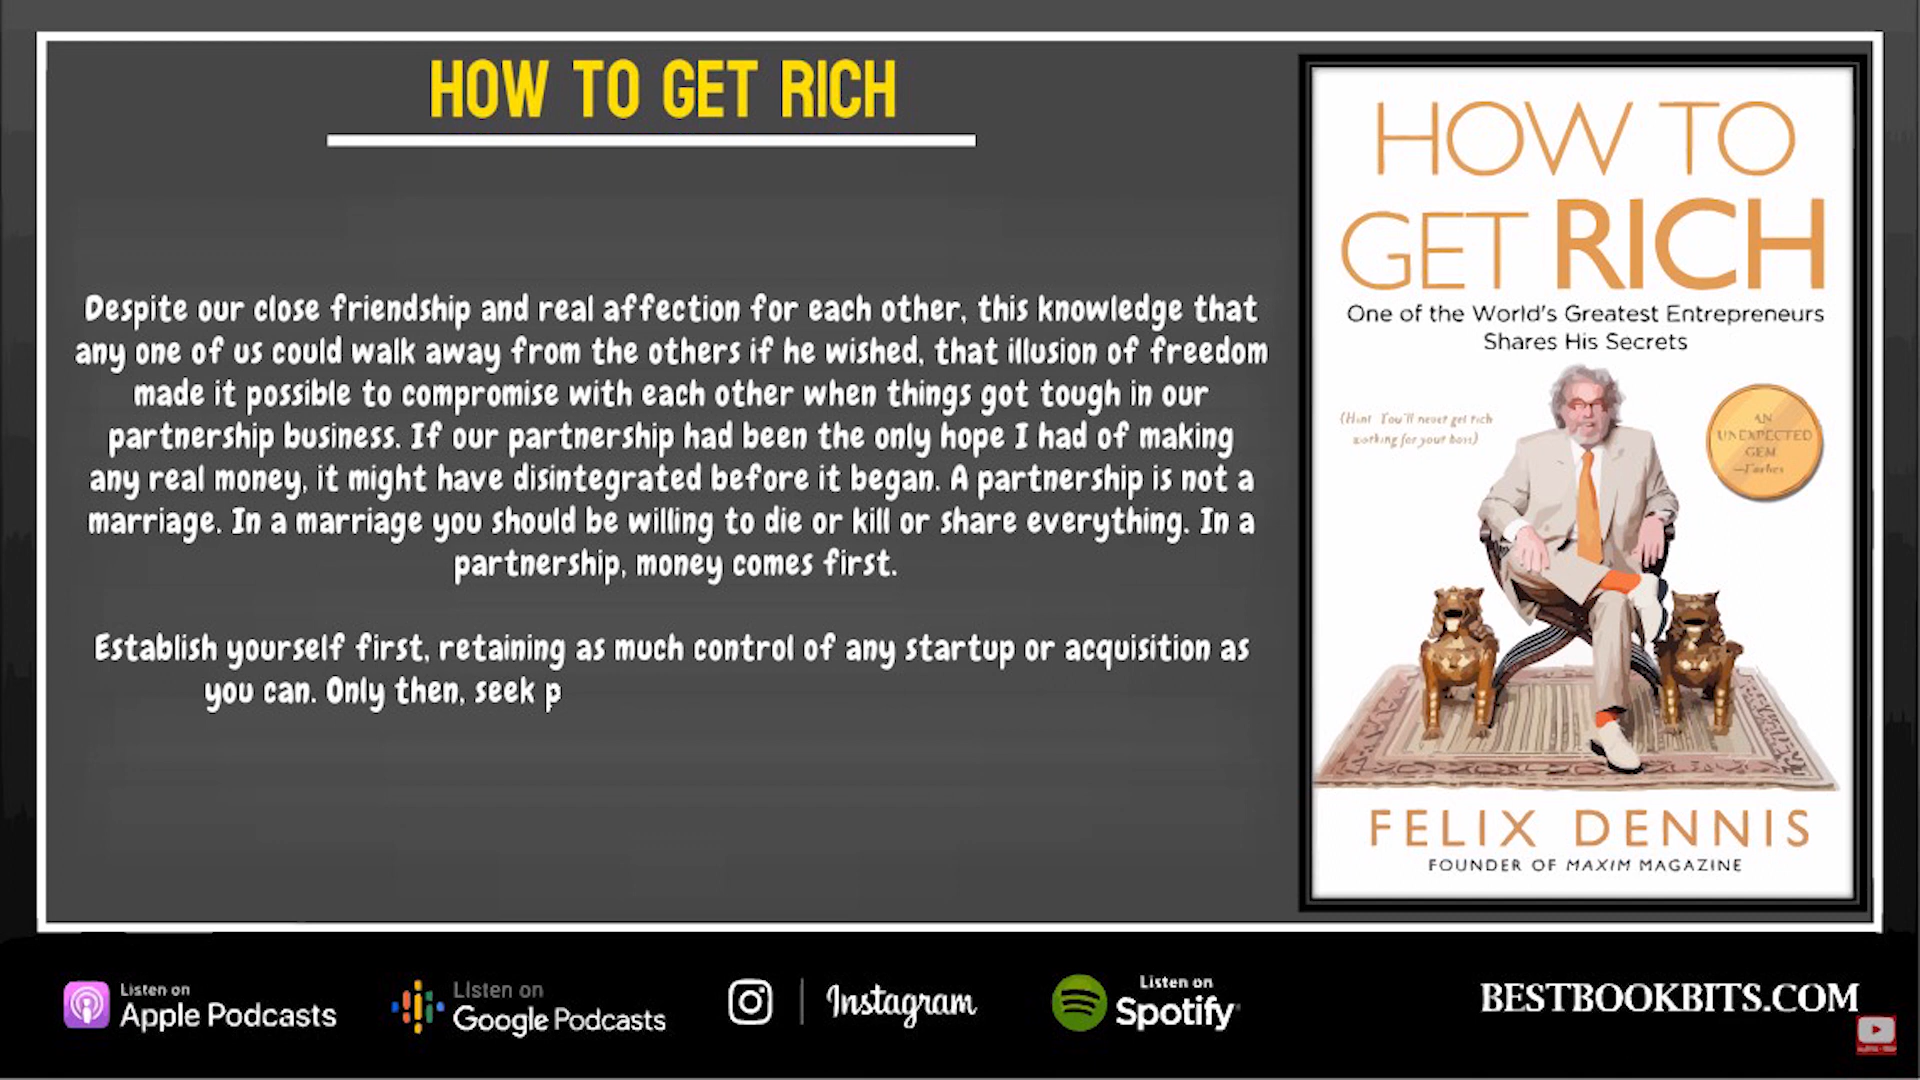 HOW TO GET RICH
Despite our close friendship and real affection for each other, this knowledge that
any one of us could walk away from the others if he wished, that illusion of freedom
made it possible to compromise with each other when things got tough in our
partnership business. If our partnership had been the only hope I had of making
any real money, it might have disintegrated before it began. A partnership is not a
marriage. In a marriage you should be willing to die or kill or share everything. In a
partnership, money comes first.
Establish yourself first, retaining as much control of any startup or acquisition as
you can. Only then, seek p
HOW TO
GET RICH
One of the World's Greatest Entrepreneurs
Shares His Secrets
(Hint You'll never get rich
working for your boss)
AN
UNEXPECTED
GEM
—Forbes
FELIX DENNIS
FOUNDER OF MAXIM MAGAZINE
Listen on
Apple Podcasts
Listen on
Google Podcasts
Instagram
Listen on
Spotify
BESTBOOKBITS.COM